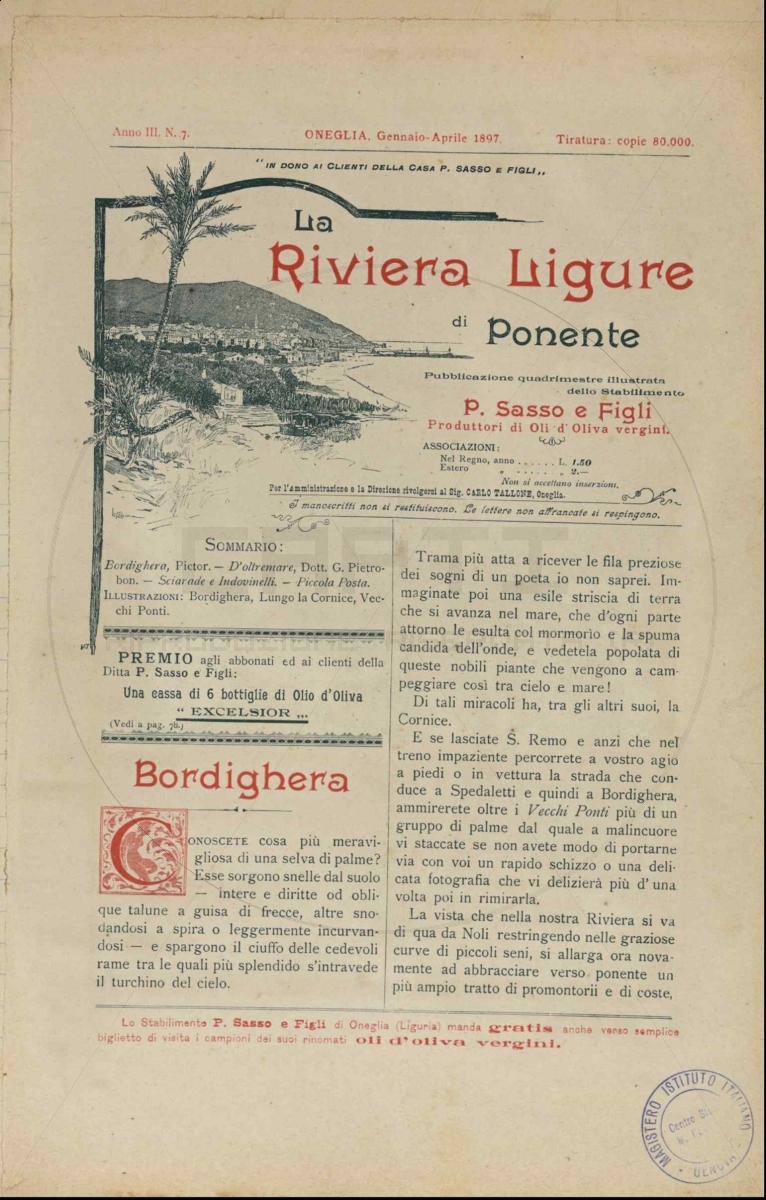 Anno III. N. 7.
ONEGLIA, Gennaio-Aprile 1897.
Tiratura: copie 80.000.
"IN DONO AI CLIENTI DELLA CASA P. SASSO E FIGLI„
La
Riviera Ligure
di Ponente
Pubblicazione quadrimestre illustrata
dello Stabilimento
P. Sasso e Figli
Produttori di Oli d'Oliva vergini.
ASSOCIAZIONI:
Nel Regno, anno . . . . . . L. 1.50
Estero „ . . . . . . „ 2.—
Non si accettano inserzioni.
Per l'Amministrazione e la Direzione rivolgersi al Sig. CARLO TALLONE, Oneglia.
I manoscritti non si restituiscono. Le lettere non affrancate si respingono.
SOMMARIO:
Bordighera, Pictor. — D'oltremare, Dott. G. Pietro-
bon. — Sciarade e Indovinelli. — Piccola Posta.
ILLUSTRAZIONI: Bordighera, Lungo la Cornice, Vec-
chi Ponti.
PREMIO agli abbonati ed ai clienti della
Ditta P. Sasso e Figli:
Una cassa di 6 bottiglie di Olio d'Oliva
" EXCELSIOR „
(Vedi a pag. 76.)
Bordighera
CONOSCETE cosa più meravi-
gliosa di una selva di palme?
Esse sorgono snelle dal suolo
— intere e diritte od obli-
que talune a guisa di frecce, altre sno-
dantisi a spira o leggermente incurvan-
dosi — e spargono il ciuffo delle cedevoli
rame tra le quali più splendido s'intravede
il turchino del cielo.
Trama più atta a ricever le fila preziose
dei sogni di un poeta io non saprei. Im-
maginate poi una esile striscia di terra
che si avanza nel mare, che d'ogni parte
attorno le esulta col mormorìo e la spuma
candida dell'onde, e vedetela popolata di
queste nobili piante che vengono a cam-
peggiare così tra cielo e mare!
Di tali miracoli ha, tra gli altri suoi, la
Cornice.
E se lasciate S. Remo e anzi che nel
treno impaziente percorrete a vostro agio
a piedi o in vettura la strada che con-
duce a Spedaletti e quindi a Bordighera,
ammirerete oltre i Vecchi Ponti più di un
gruppo di palme dal quale a malincuore
vi staccate se non avete modo di portarne
via con voi un rapido schizzo o una deli-
cata fotografia che vi delizierà più d'una
volta poi in rimirarla.
La vista che nella nostra Riviera si va
di qua da Noli restringendo nelle graziose
curve di piccoli seni, si allarga ora nova-
mente ad abbracciare verso ponente un
più ampio tratto di promontorii e di coste,
Lo Stabilimento P. Sasso e Figli di Oneglia (Liguria) manda gratis anche verso semplice
biglietto di visita i campioni dei suoi rinomati oli d'oliva vergini.
MAGISTERO ISTITUTO ITALIANO
Centro
GENOVA